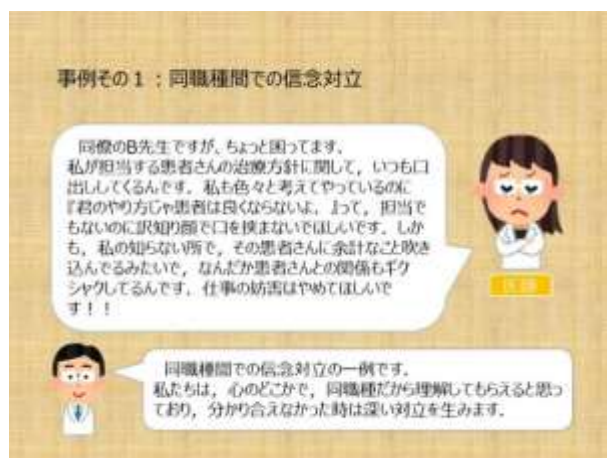 事例その１：同職種間での信念対立
同僚のB先生ですが、ちょっと困ってます。
私が担当する患者さんの治療方針に関して，いつも口
出ししてくるんです．私も色々と考えてやっているのに
『君のやり方じゃ患者は良くならないよ．』って，担当で
もないのに訳知り顔で口を挟まないでほしいです．しか
も，私の知らない所で，その患者さんに余計なこと吹き
込んでるみたいで，なんだか患者さんとの関係もギク
シャクしてるんです．仕事の妨害はやめてほしいで
す！！
同職種間での信念対立の一例です．
私たちは，心のどこかで，同職種だから理解してもらえると思っ
ており，分かり合えなかった時は深い対立を生みます．